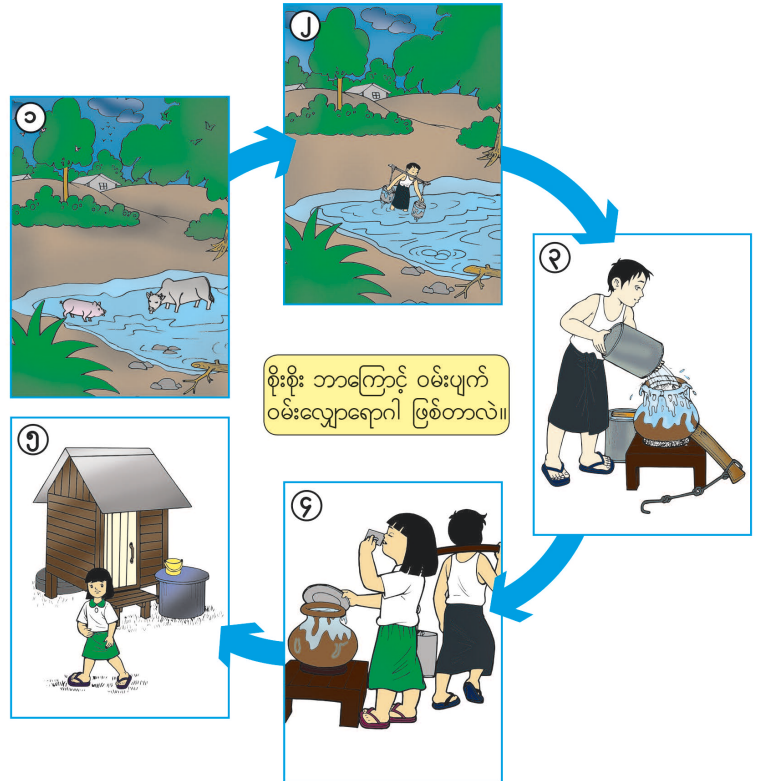 ၁
၂
၃
စိုးစိုး ဘာကြောင့် ဝမ်းပျက်
ဝမ်းလျှောရောဂါ ဖြစ်တာလဲ။
၄
၅